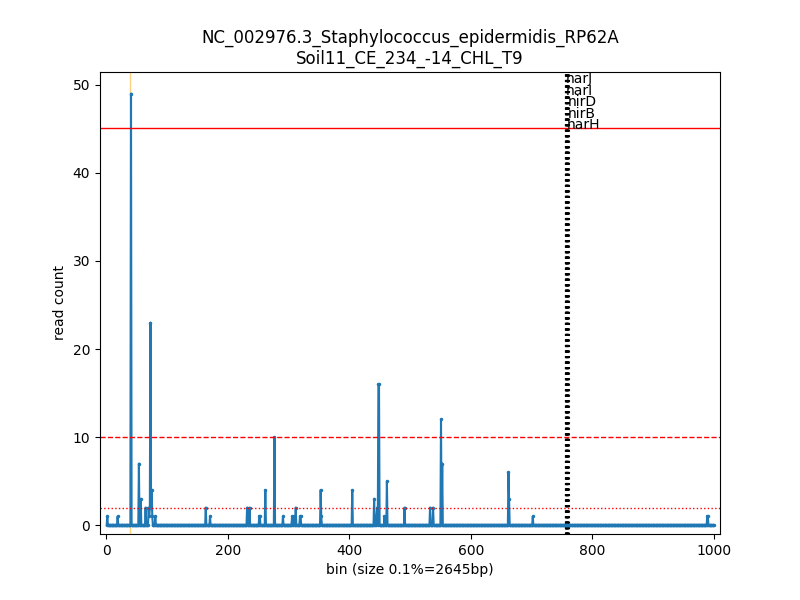 NC_002976.3_Staphylococcus_epidermidis_RP62A
Soil11_CE_234_-14_CHL_T9
narJ
narI
nirD
nirB
narH
50
40
30
20
10
0
read count
0 200 400 600 800 1000
bin (size 0.1%=2645bp)